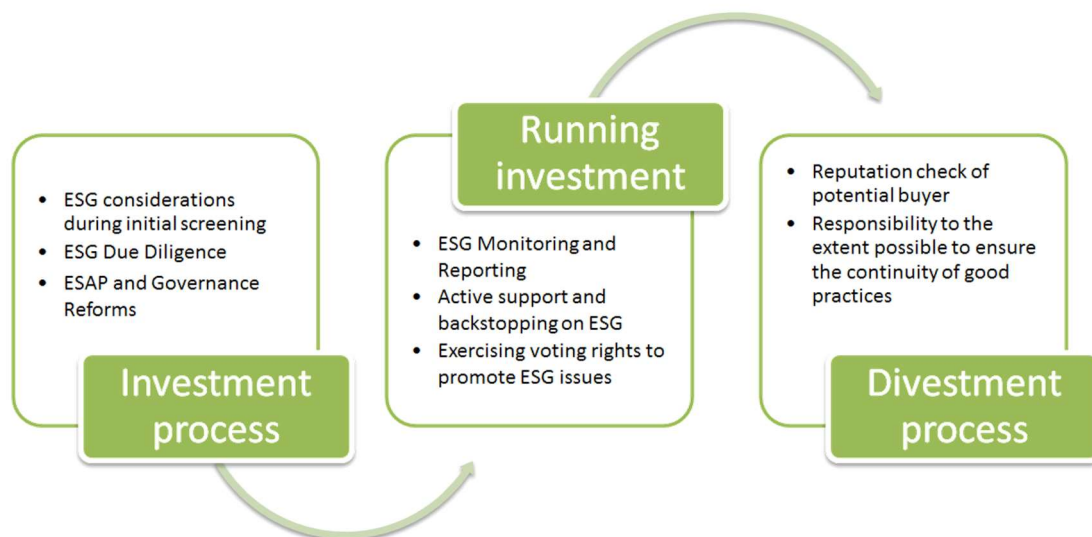 • ESG considerations
during initial screening
• ESG Due Diligence
• ESAP and Governance
Reforms
Investment
process
Running
investment
• ESG Monitoring and
Reporting
• Active support and
backstopping on ESG
• Exercising voting rights to
promote ESG issues
• Reputation check of
potential buyer
• Responsibility to the
extent possible to ensure
the continuity of good
practices
Divestment
process